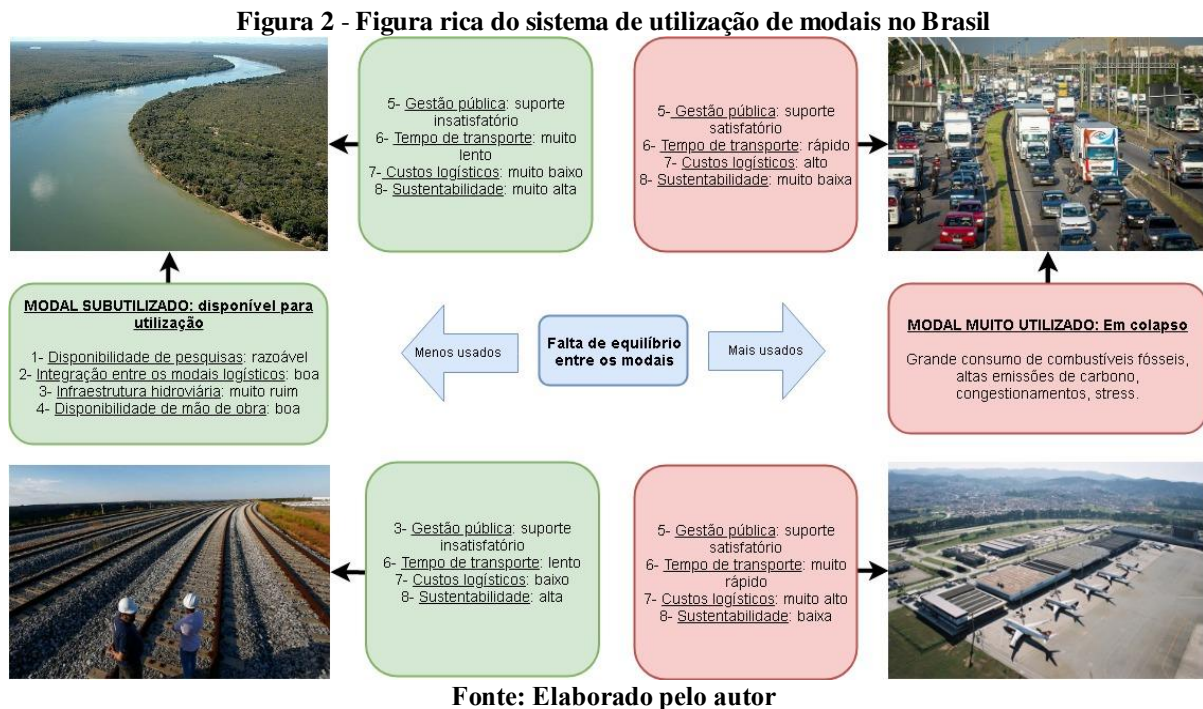 Figura 2 - Figura rica do sistema de utilização de modais no Brasil
5- Gestão pública: suporte
insatisfatório
6- Tempo de transporte: muito
lento
7- Custos logísticos: muito baixo
8- Sustentabilidade: muito alta
5- Gestão pública: suporte
satisfatório
6- Tempo de transporte: rápido
7- Custos logísticos: alto
8- Sustentabilidade: muito baixa
MODAL SUBUTILIZADO: disponível para
utilização
1- Disponibilidade de pesquisas: razoável
2- Integração entre os modais logísticos: boa
3- Infraestrutura hidroviária: muito ruim
4- Disponibilidade de mão de obra: boa
Menos usados
Falta de equilíbrio
entre os modais
Mais usados
MODAL MUITO UTILIZADO: Em colapso
Grande consumo de combustíveis fósseis,
altas emissões de carbono,
congestionamentos, stress.
3- Gestão pública: suporte
insatisfatório
6- Tempo de transporte: lento
7- Custos logísticos: baixo
8- Sustentabilidade: alta
5- Gestão pública: suporte
satisfatório
6- Tempo de transporte: muito
rápido
7- Custos logísticos: muito alto
8- Sustentabilidade: baixa
Fonte: Elaborado pelo autor